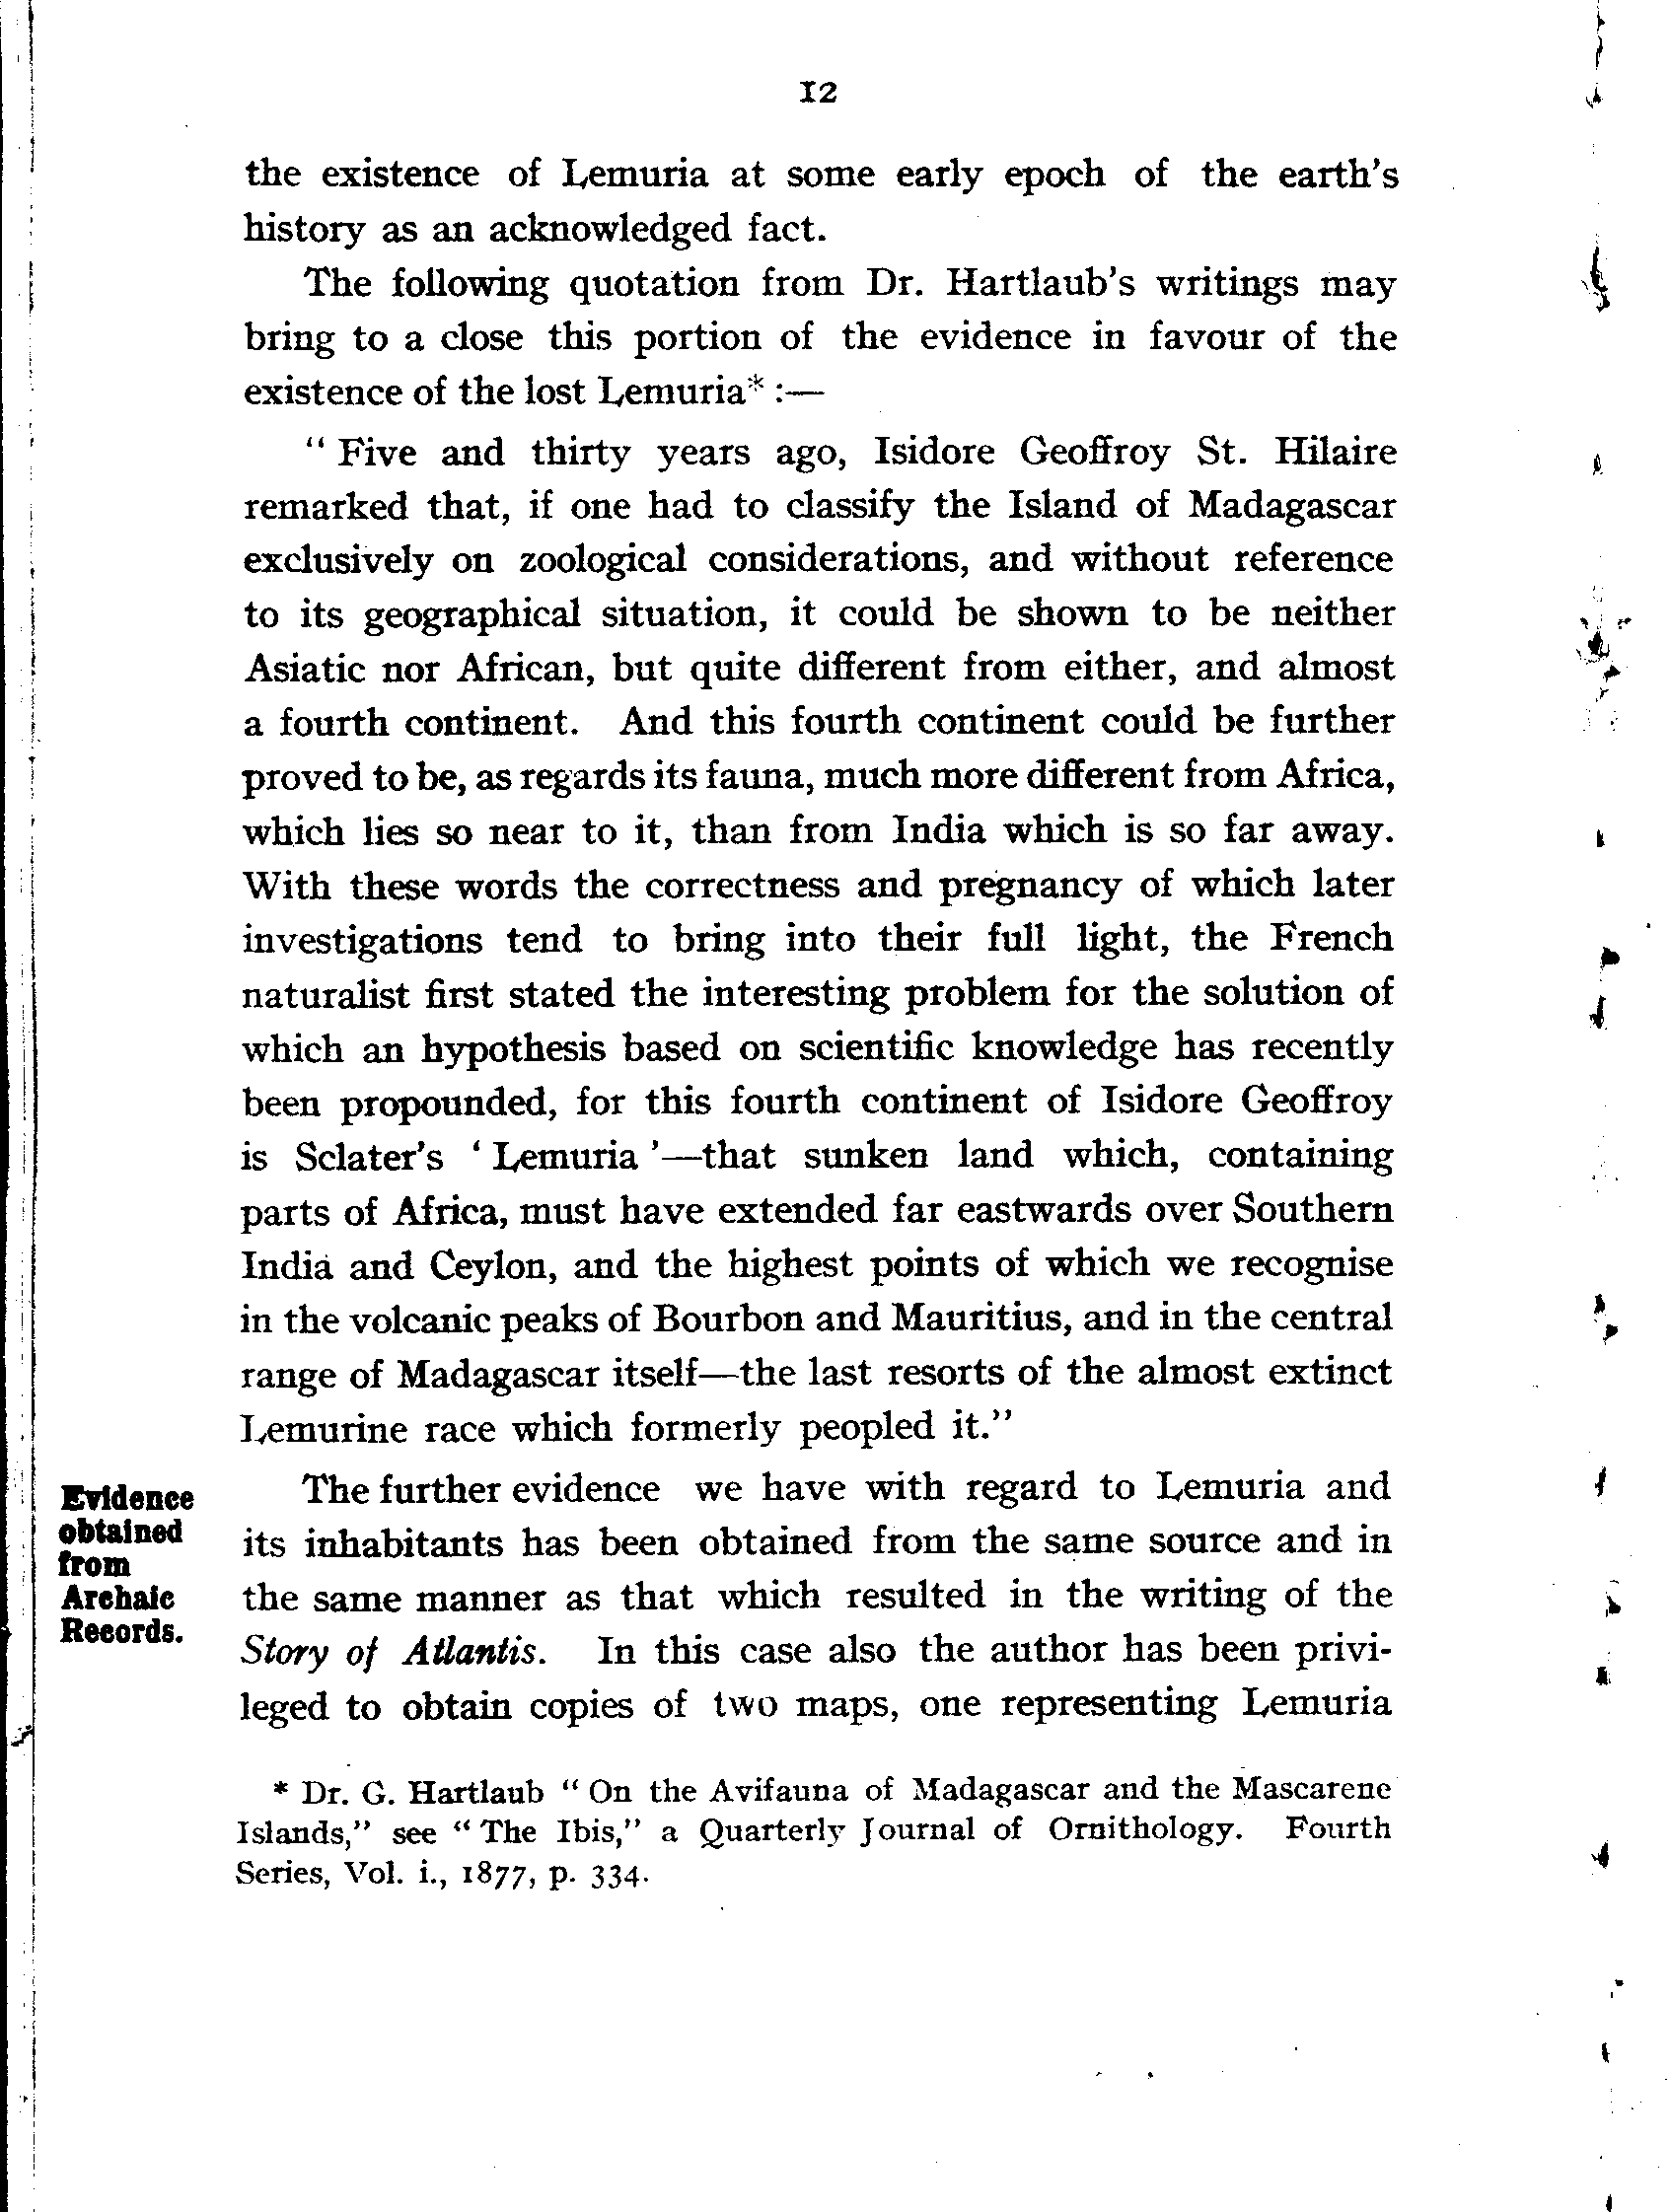 12
the existence of Lemuria at some early epoch of the earth's
history as an acknowledged fact.
The following quotation from Dr. Hartlaub's writings may
bring to a close this portion of the evidence in favour of the
existence of the lost Lemuria* :—
" Five and thirty years ago, Isidore Geoffroy St. Hilaire
remarked that, if one had to classify the Island of Madagascar
exclusively on zoological considerations, and without reference
to its geographical situation, it could be shown to be neither
Asiatic nor African, but quite different from either, and almost
a fourth continent. And this fourth continent could be further
proved to be, as regards its fauna, much more different from Africa,
which lies so near to it, than from India which is so far away.
With these words the correctness and pregnancy of which later
investigations tend to bring into their full light, the French
naturalist first stated the interesting problem for the solution of
which an hypothesis based on scientific knowledge has recently
been propounded, for this fourth continent of Isidore Geoffroy
is Sclater's ' Lemuria '—that sunken land which, containing
parts of Africa, must have extended far eastwards over Southern
India and Ceylon, and the highest points of which we recognise
in the volcanic peaks of Bourbon and Mauritius, and in the central
range of Madagascar itself—the last resorts of the almost extinct
Lemurine race which formerly peopled it."
Evidence
obtained
from
Archaic
Records.
The further evidence we have with regard to Lemuria and
its inhabitants has been obtained from the same source and in
the same manner as that which resulted in the writing of the
Story of Atlantis. In this case also the author has been privi-
leged to obtain copies of two maps, one representing Lemuria
* Dr. G. Hartlaub " On the Avifauna of Madagascar and the Mascarene
Islands," see " The Ibis," a Quarterly Journal of Ornithology. Fourth
Series, Vol. i., 1877, p. 334.